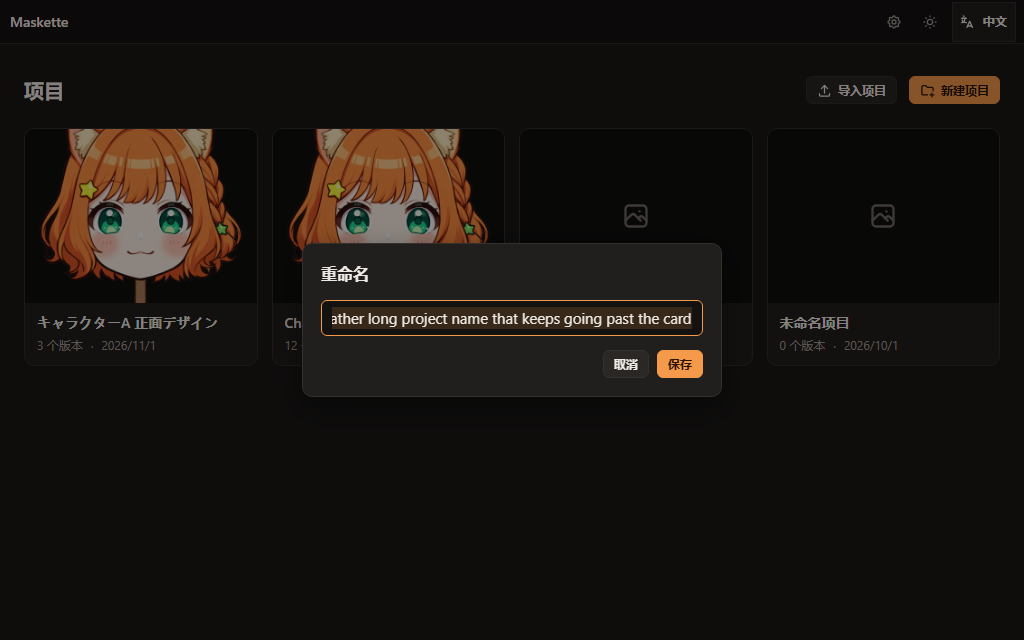 Maskette
中文
项目
导入项目
新建项目
キャラクターA 正面デザイン
3 个版本 · 2026/11/1
12
未命名项目
0 个版本 · 2026/10/1
重命名
ather long project name that keeps going past the card
取消
保存